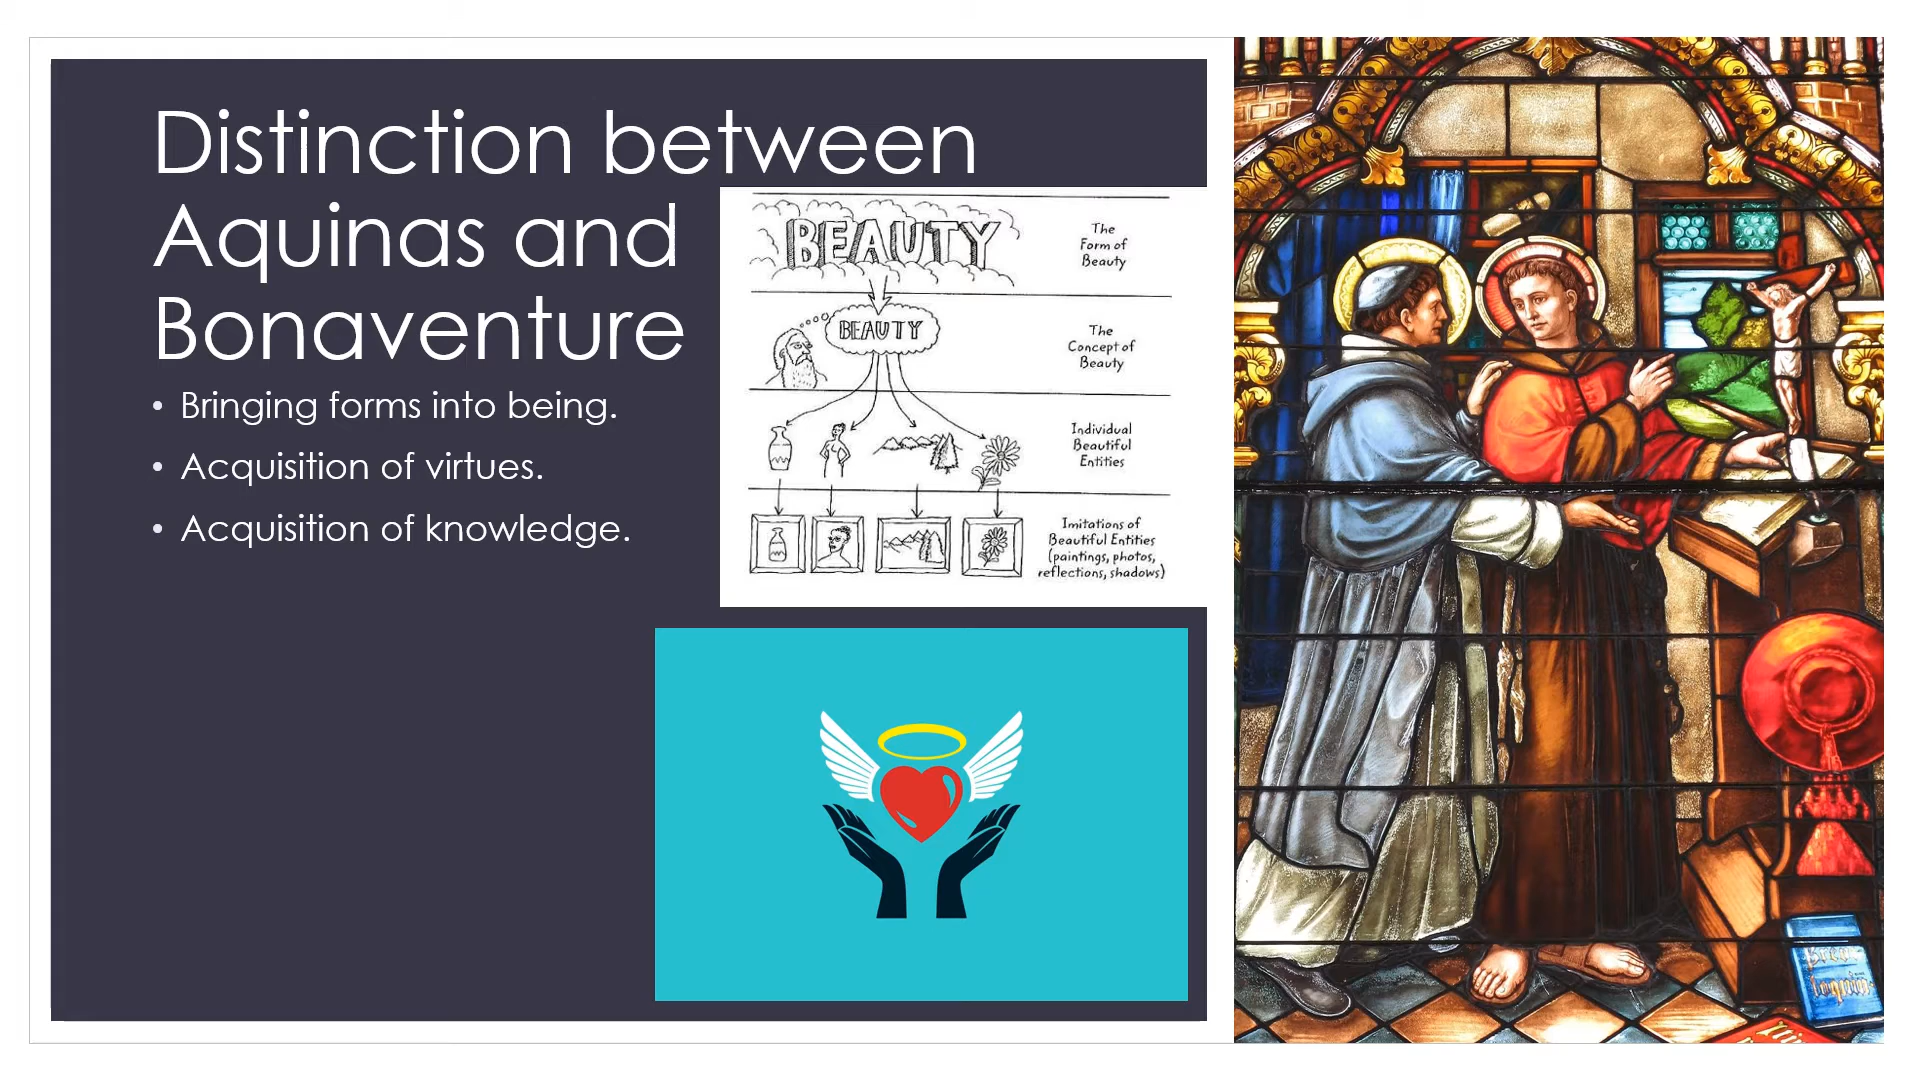 Distinction between
Aquinas and
Bonaventure
• Bringing forms into being.
• Acquisition of virtues.
• Acquisition of knowledge.
BEAUTY
The
Form of
Beauty
BEAUTY
The
Concept of
Beauty
Individual
Beautiful
Entities
Imitations of
Beautiful Entities
(paintings, photos,
reflections, shadows)